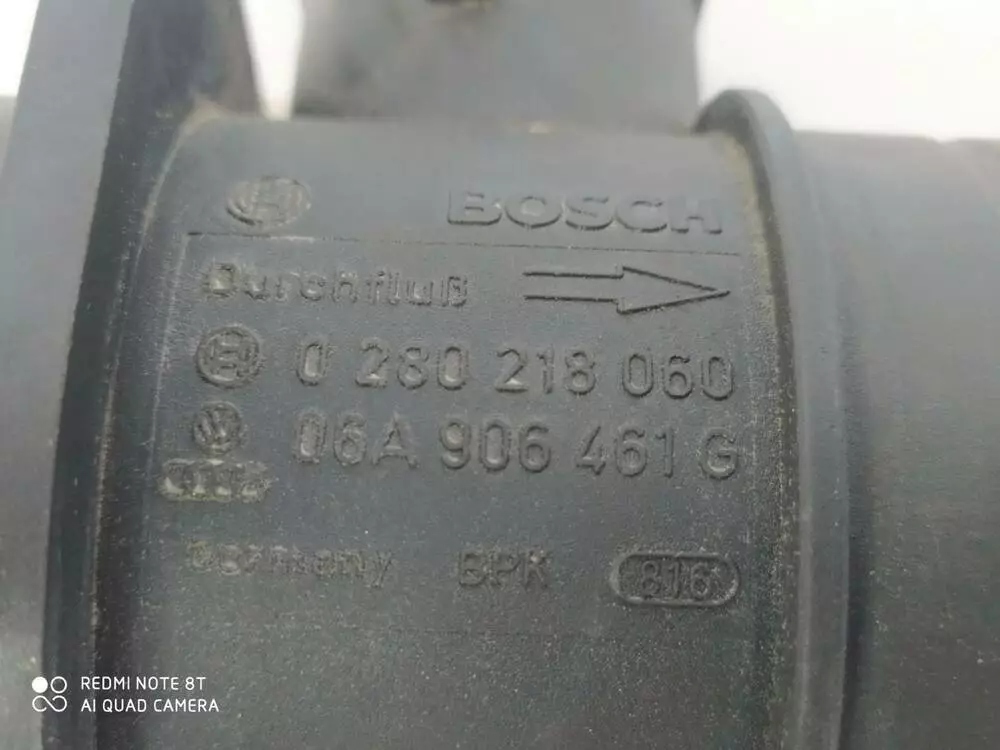 BOSCH
Durchfluß
0 280 218 060
06A 906 461 G
Germany BPK 816
REDMI NOTE 8T
AI QUAD CAMERA